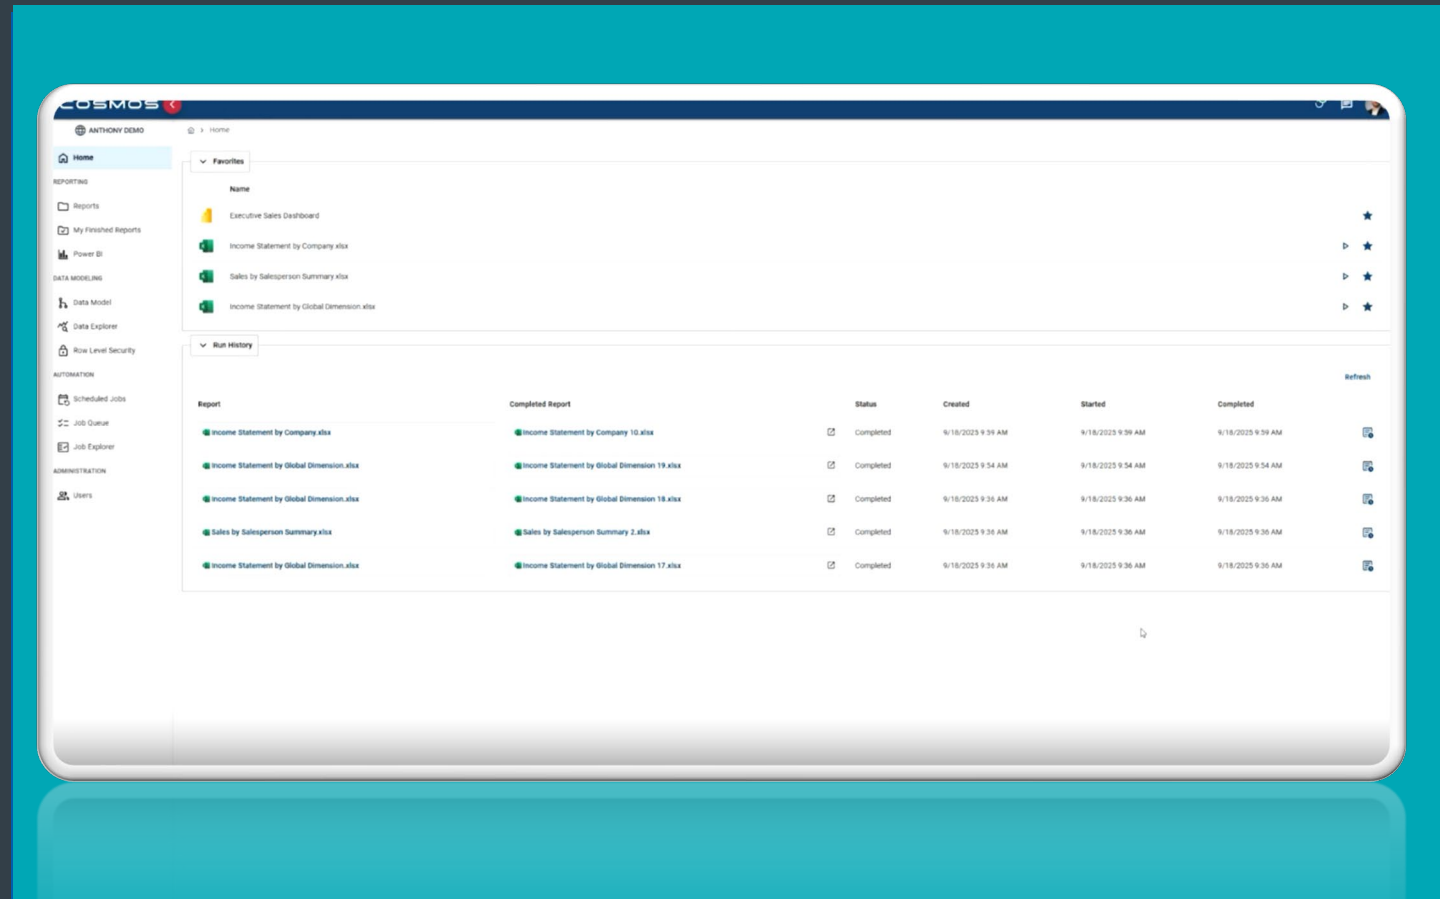 COSMOS
ANTHONY DEMO
Home
Home
REPORTING
Reports
My Finished Reports
Power BI
DATA MODELING
Data Model
Data Explorer
Row Level Security
AUTOMATION
Scheduled Jobs
Job Queue
Job Explorer
ADMINISTRATION
Users
Favorites
Name
Executive Sales Dashboard
Income Statement by Company.xlsx
Sales by Salesperson Summary.xlsx
Income Statement by Global Dimension.xlsx
Run History
Refresh
Report Completed Report Status Created Started Completed
Income Statement by Company.xlsx Income Statement by Company 10.xlsx Completed 9/18/2025 9:59 AM 9/18/2025 9:59 AM 9/18/2025 9:59 AM
Income Statement by Global Dimension.xlsx Income Statement by Global Dimension 19.xlsx Completed 9/18/2025 9:54 AM 9/18/2025 9:54 AM 9/18/2025 9:54 AM
Income Statement by Global Dimension.xlsx Income Statement by Global Dimension 18.xlsx Completed 9/18/2025 9:36 AM 9/18/2025 9:36 AM 9/18/2025 9:36 AM
Sales by Salesperson Summary.xlsx Sales by Salesperson Summary 2.xlsx Completed 9/18/2025 9:36 AM 9/18/2025 9:36 AM 9/18/2025 9:36 AM
Income Statement by Global Dimension.xlsx Income Statement by Global Dimension 17.xlsx Completed 9/18/2025 9:36 AM 9/18/2025 9:36 AM 9/18/2025 9:36 AM